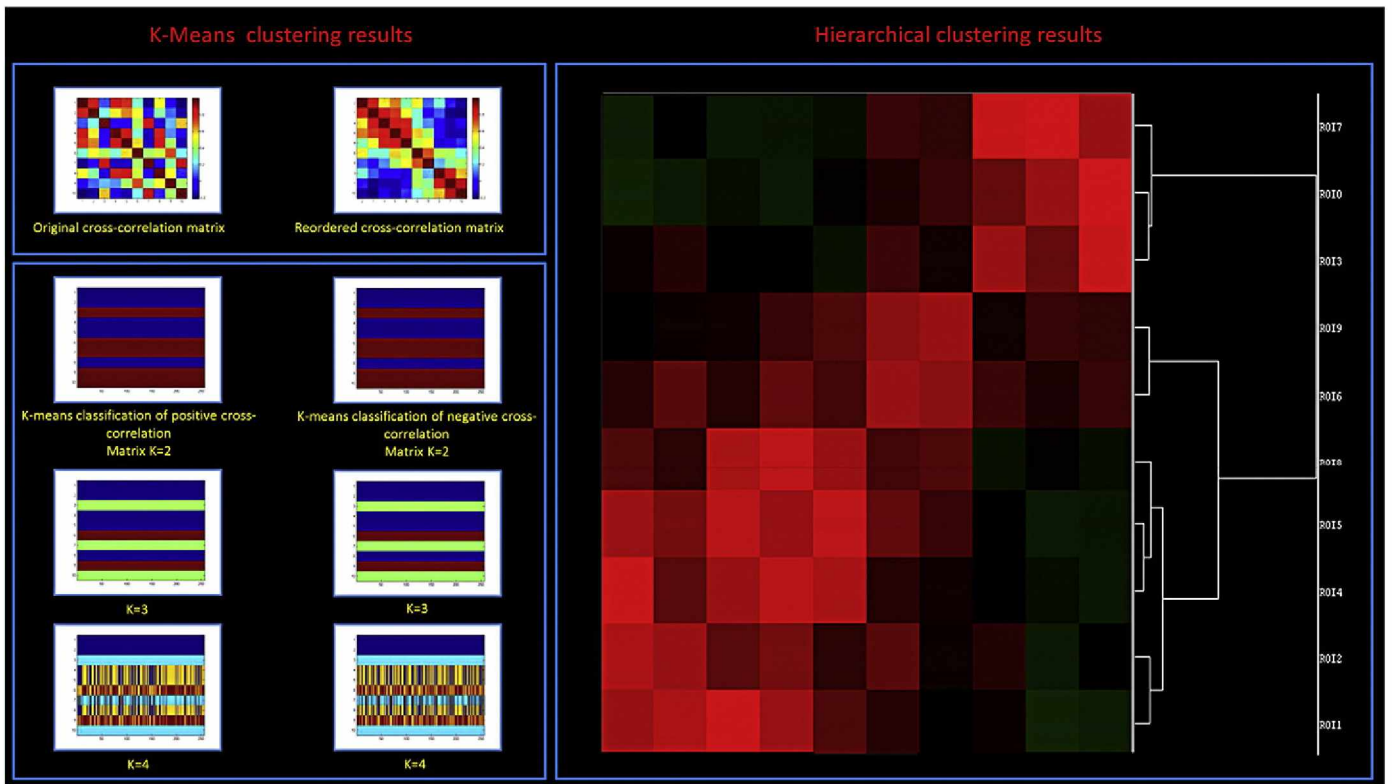 K-Means clustering results
Hierarchical clustering results
Original cross-correlation matrix
Reordered cross-correlation matrix
K-means classification of positive cross-
correlation
Matrix K=2
K-means classification of negative cross-
correlation
Matrix K=2
K=3
K=3
K=4
K=4
ROI7
ROI0
ROI3
ROI9
ROI6
ROI8
ROI5
ROI4
ROI2
ROI1